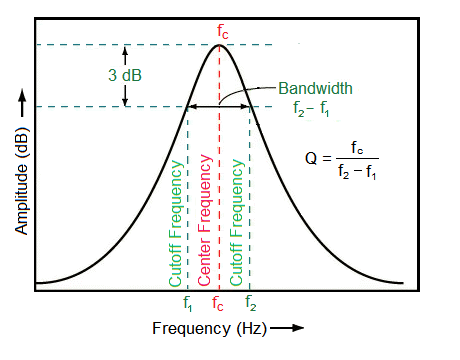 fc
3 dB
Bandwidth
f2 – f1
Q = fc / f2 – f1
Amplitude (dB)
Cutoff Frequency
Center Frequency
Cutoff Frequency
f1 fc f2
Frequency (Hz)